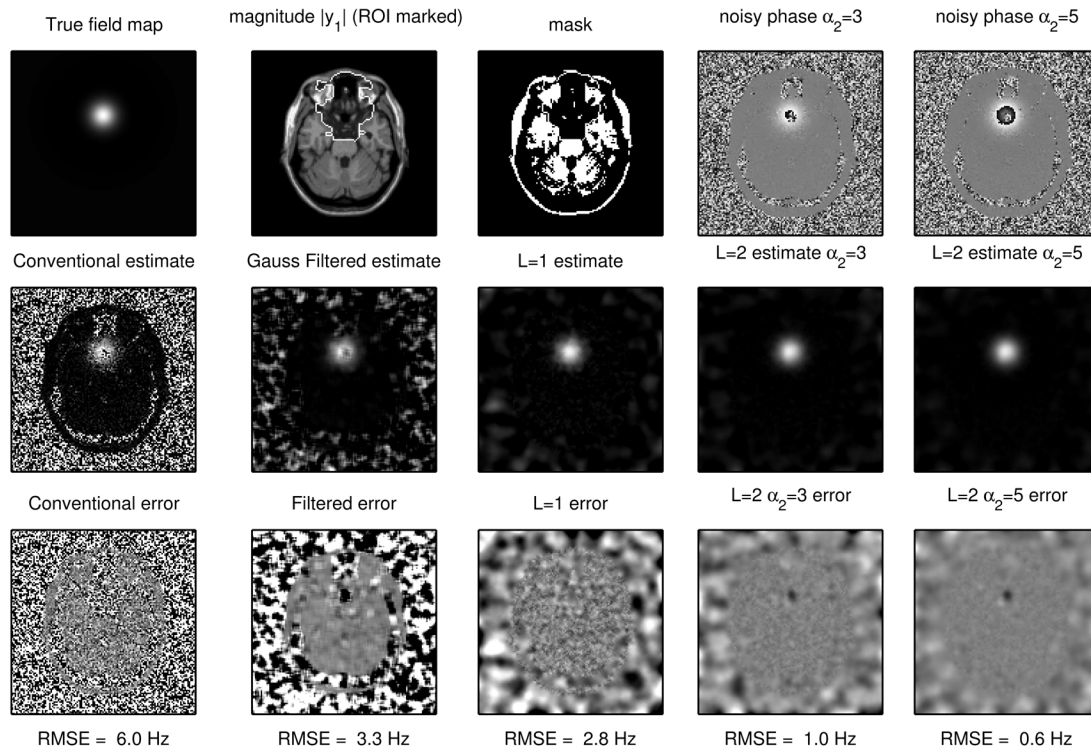 True field map
magnitude |y₁| (ROI marked)
mask
noisy phase α₂=3
noisy phase α₂=5
Conventional estimate
Gauss Filtered estimate
L=1 estimate
L=2 estimate α₂=3
L=2 estimate α₂=5
Conventional error
Filtered error
L=1 error
L=2 α₂=3 error
L=2 α₂=5 error
RMSE = 6.0 Hz
RMSE = 3.3 Hz
RMSE = 2.8 Hz
RMSE = 1.0 Hz
RMSE = 0.6 Hz